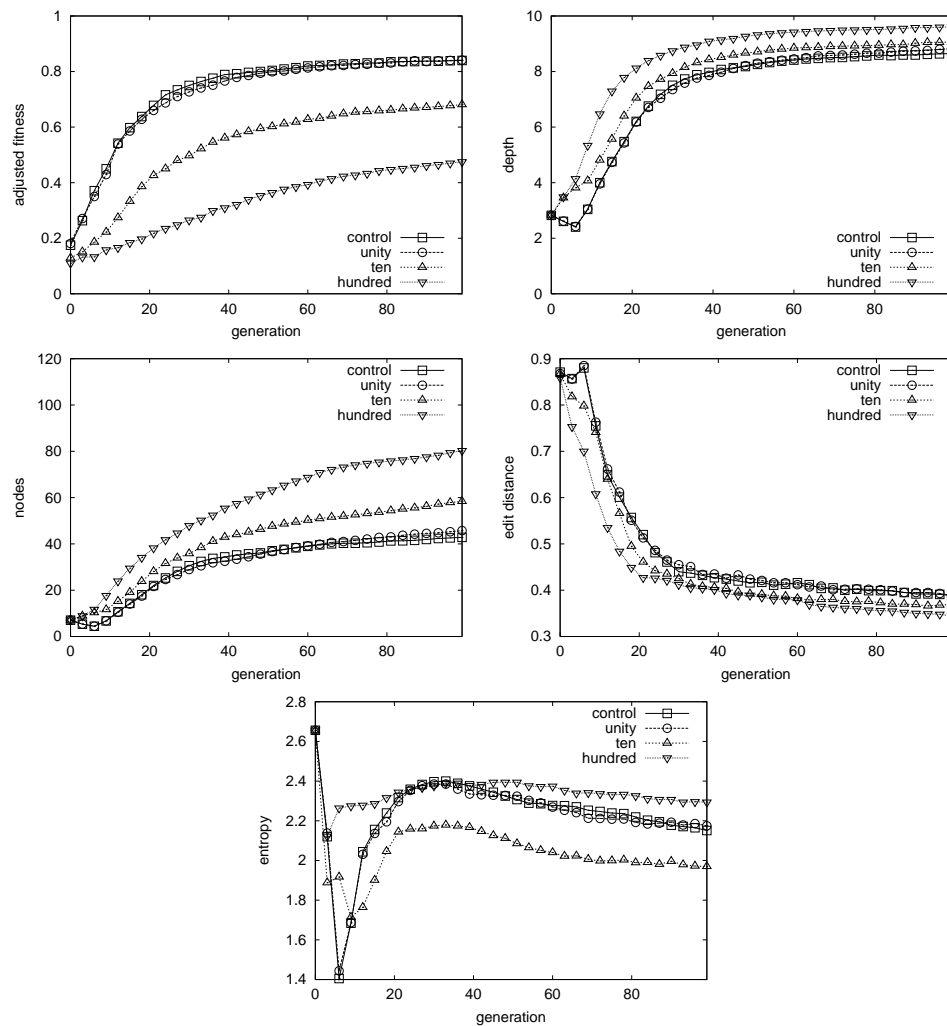 1
0.8
0.6
0.4
0.2
0
adjusted fitness
control
unity
ten
hundred
0 20 40 60 80
generation
10
8
6
4
2
0
depth
control
unity
ten
hundred
0 20 40 60 80
generation
120
100
80
60
40
20
0
nodes
control
unity
ten
hundred
0 20 40 60 80
generation
0.9
0.8
0.7
0.6
0.5
0.4
0.3
edit distance
control
unity
ten
hundred
0 20 40 60 80
generation
2.8
2.6
2.4
2.2
2
1.8
1.6
1.4
entropy
control
unity
ten
hundred
0 20 40 60 80
generation